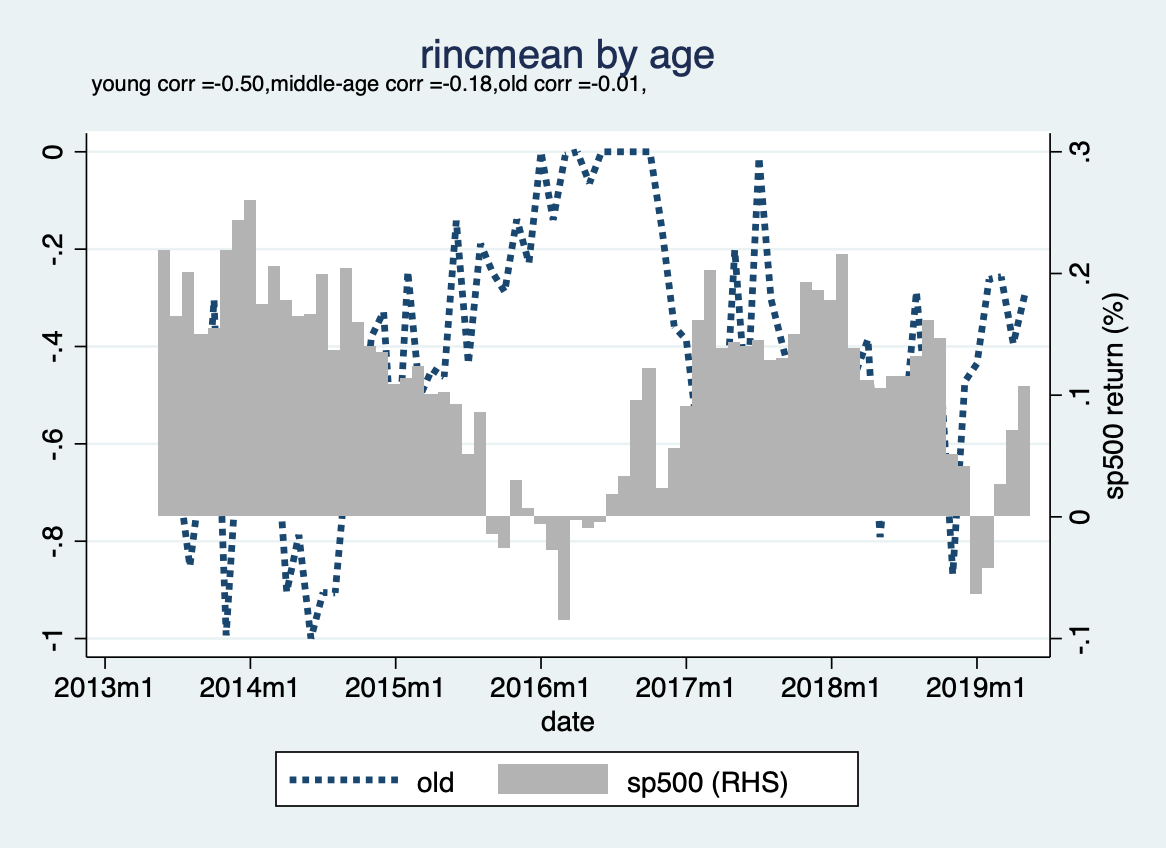 rincmean by age
young corr =-0.50,middle-age corr =-0.18,old corr =-0.01,
0
-.2
-.4
-.6
-.8
-1
.3
.2
.1
0
-.1
sp500 return (%)
2013m1 2014m1 2015m1 2016m1 2017m1 2018m1 2019m1
date
old sp500 (RHS)